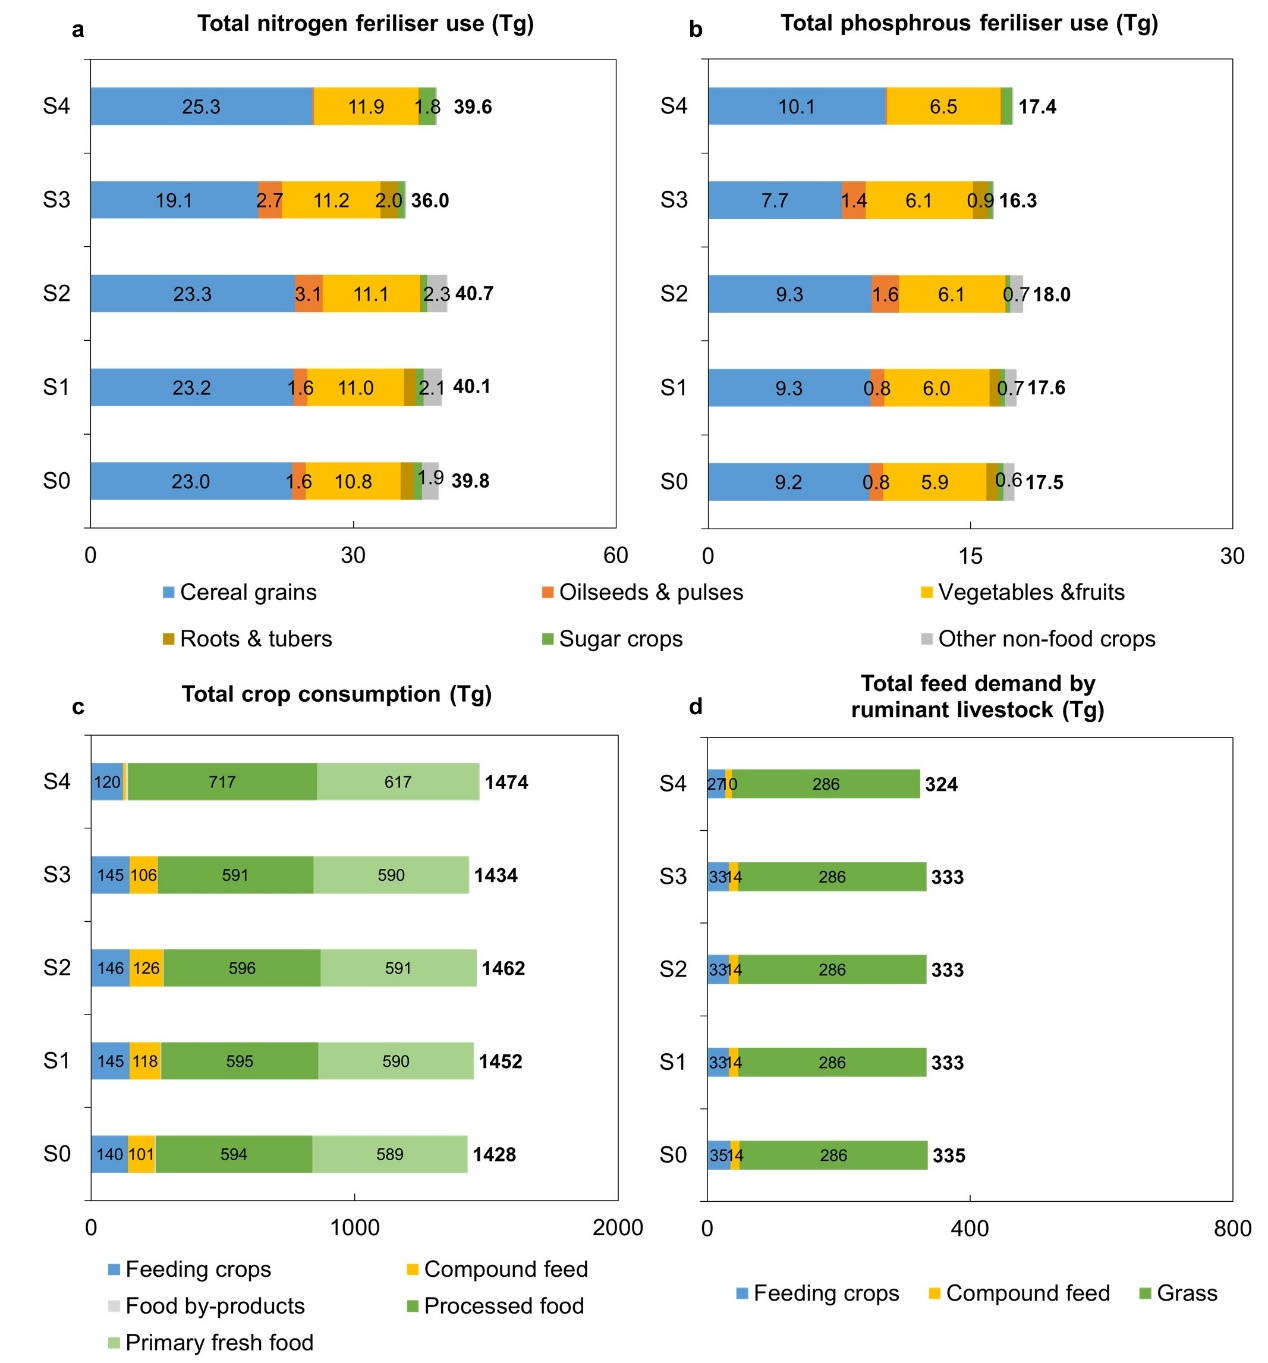 a Total nitrogen feriliser use (Tg)
S4 25.3 11.9 1.8 39.6
S3 19.1 2.7 11.2 2.0 36.0
S2 23.3 3.1 11.1 2.3 40.7
S1 23.2 1.6 11.0 2.1 40.1
S0 23.0 1.6 10.8 1.9 39.8
0 30 60
b Total phosphrous feriliser use (Tg)
S4 10.1 6.5 17.4
S3 7.7 1.4 6.1 0.9 16.3
S2 9.3 1.6 6.1 0.7 18.0
S1 9.3 0.8 6.0 0.7 17.6
S0 9.2 0.8 5.9 0.6 17.5
0 15 30
Cereal grains Oilseeds & pulses Vegetables &fruits
Roots & tubers Sugar crops Other non-food crops
c Total crop consumption (Tg)
S4 120 717 617 1474
S3 145 106 591 590 1434
S2 146 126 596 591 1462
S1 145 118 595 590 1452
S0 140 101 594 589 1428
0 1000 2000
Feeding crops Compound feed
Food by-products Processed food
Primary fresh food
d Total feed demand by
ruminant livestock (Tg)
S4 27 10 286 324
S3 33 14 286 333
S2 33 14 286 333
S1 33 14 286 333
S0 35 14 286 335
0 400 800
Feeding crops Compound feed Grass